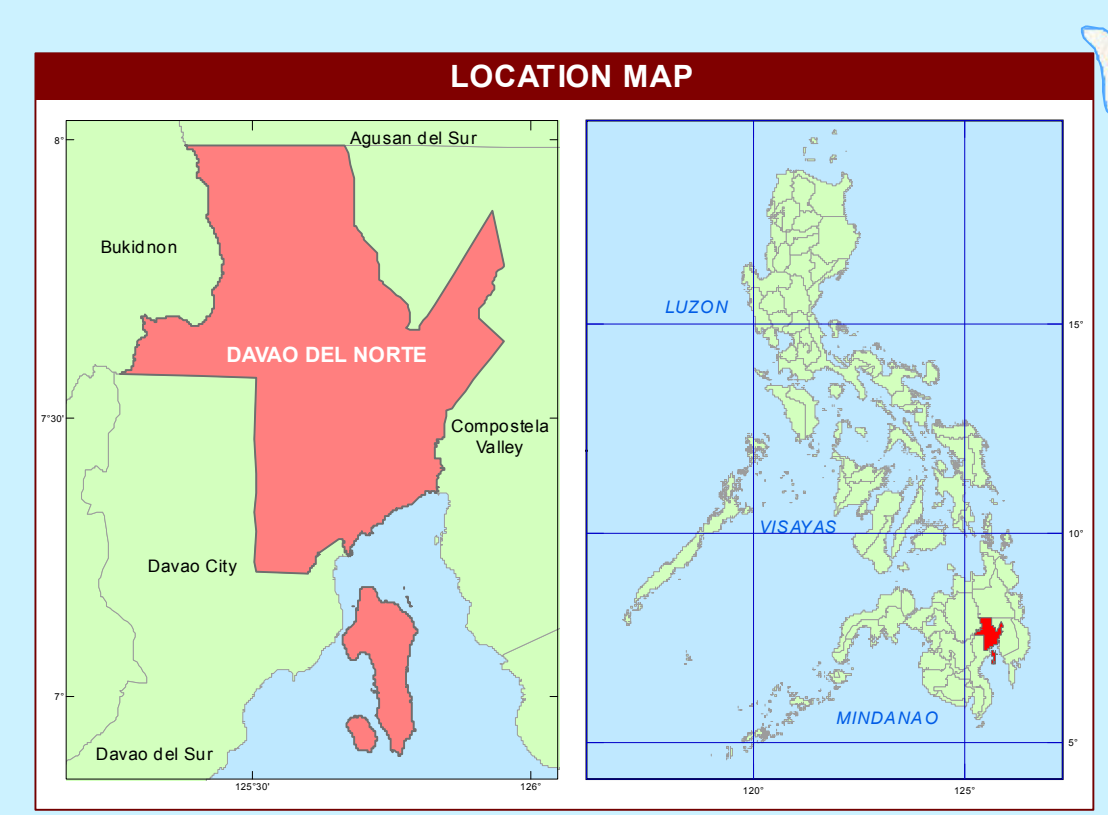 LOCATION MAP
8°
Agusan del Sur
Bukidnon
DAVAO DEL NORTE
7°30'
Compostela
Valley
Davao City
7°
Davao del Sur
125°30'
126°
LUZON
15°
VISAYAS
10°
MINDANAO
5°
120°
125°